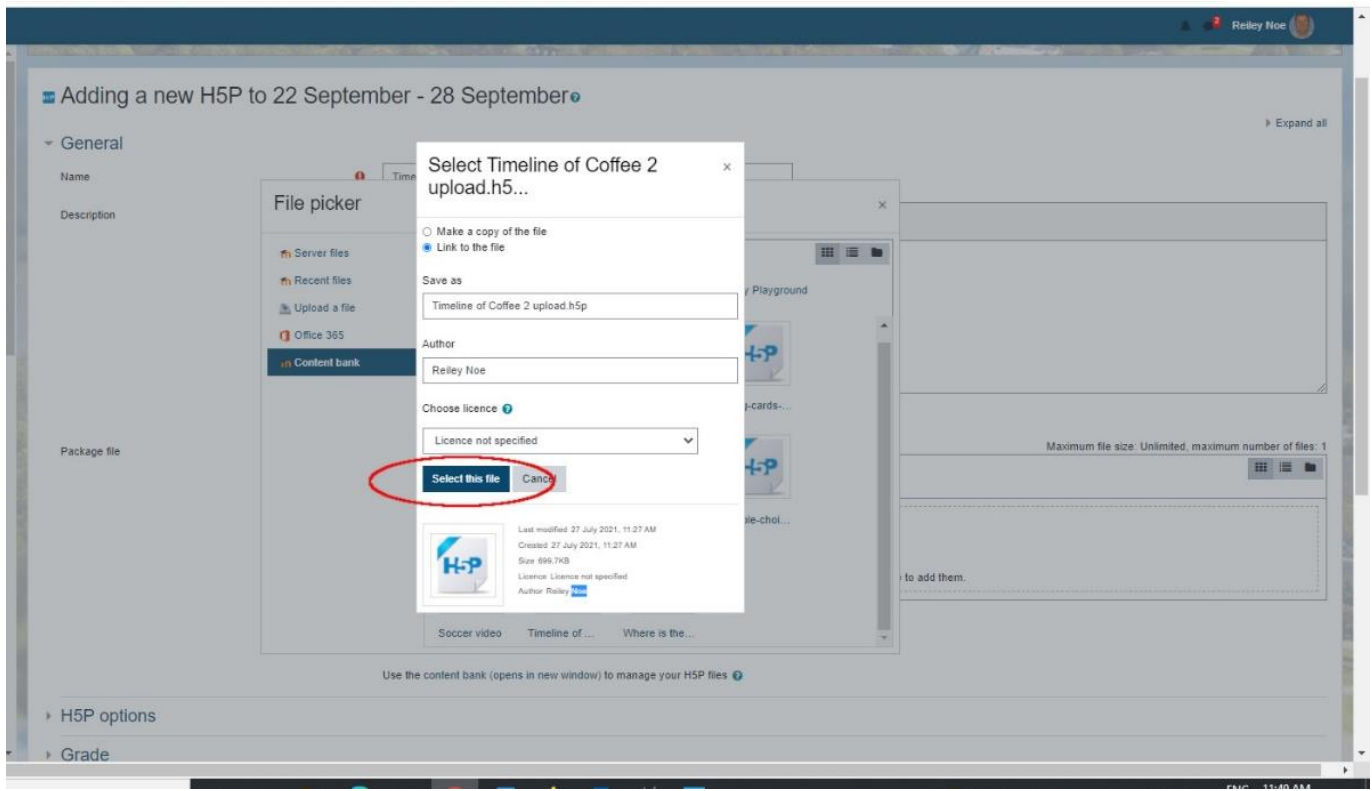 2
Reiley Noe
Adding a new H5P to 22 September - 28 September
Expand all
General
Name
Time
Description
File picker
Server files
Recent files
Upload a file
Office 365
Content bank
Select Timeline of Coffee 2
upload.h5...
Make a copy of the file
Link to the file
Save as
Timeline of Coffee 2 upload.h5p
Author
Reiley Noe
Choose licence
Licence not specified
Select this file
Cancel
H5P
Last modified 27 July 2021, 11:27 AM
Created 27 July 2021, 11:27 AM
Size 699.7KB
Licence Licence not specified
Author Reiley Noe
y Playground
H5P
g-cards-...
H5P
ple-choi...
Soccer video Timeline of ... Where is the...
Package file
Maximum file size: Unlimited, maximum number of files: 1
to add them.
Use the content bank (opens in new window) to manage your H5P files
H5P options
Grade
ENG 11:49 AM